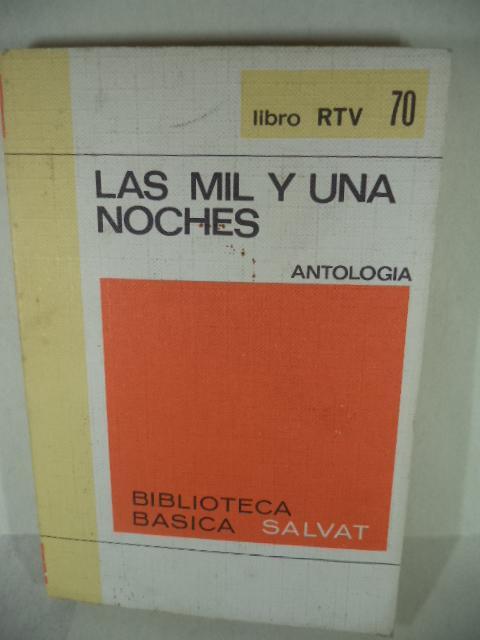 libro RTV 70
LAS MIL Y UNA
NOCHES
ANTOLOGIA
BIBLIOTECA
BASICA SALVAT